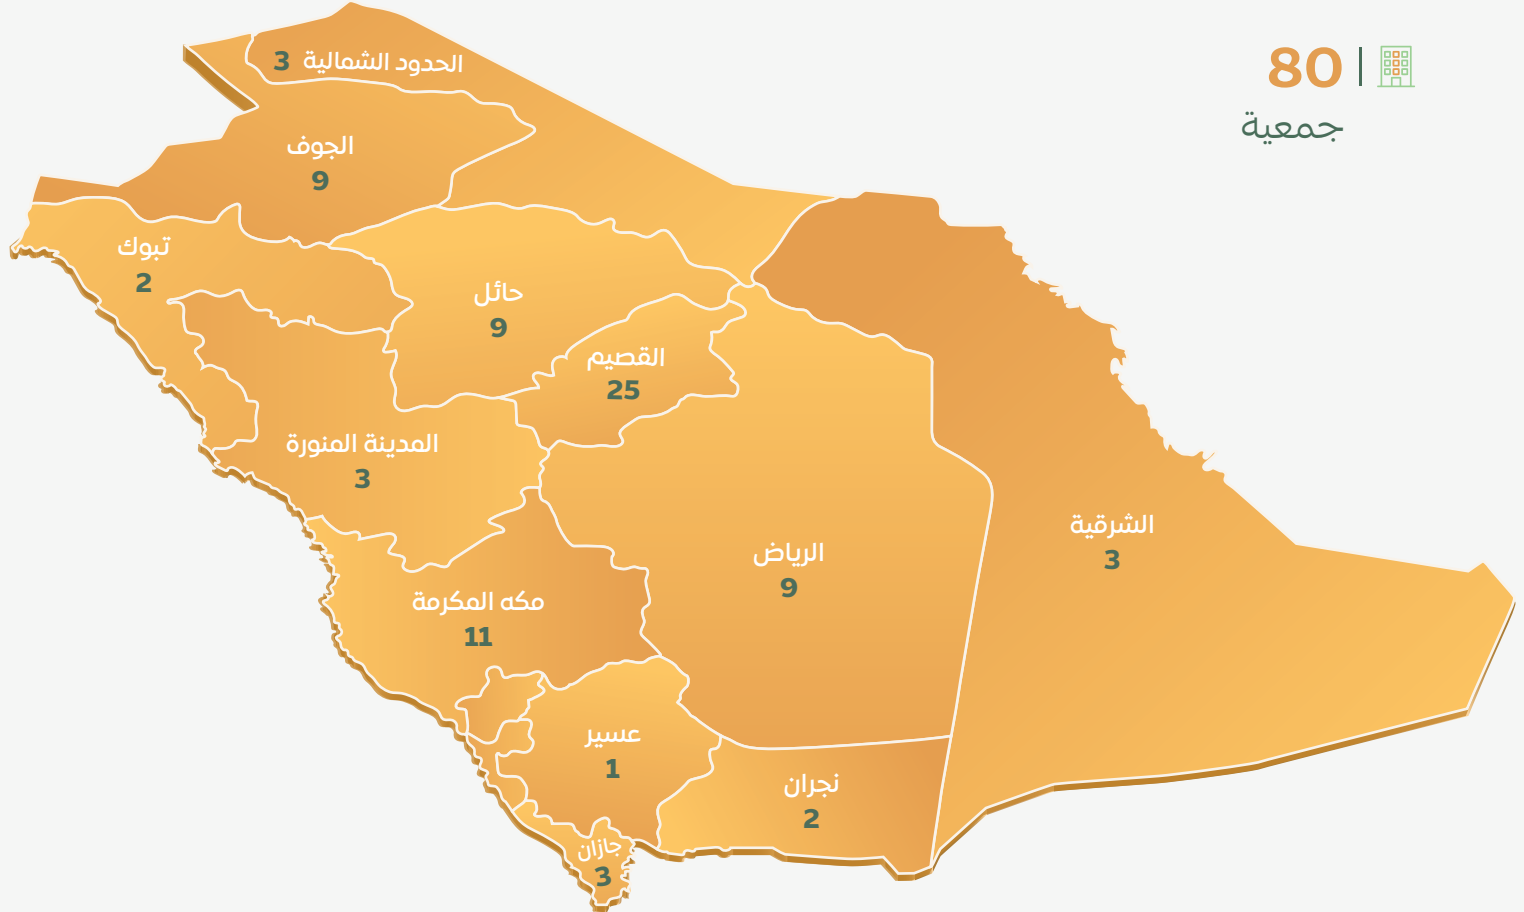 80
جمعية
الحدود الشمالية 3
الجوف
9
تبوك
2
حائل
9
القصيم
25
المدينة المنورة
3
الشرقية
3
الرياض
9
مكه المكرمة
11
عسير
1
نجران
2
جازان
3